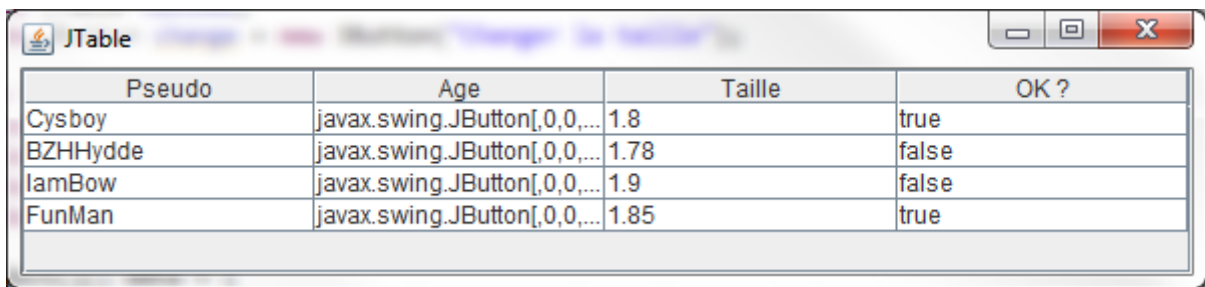 JTable
Pseudo Age Taille OK ?
Cysboy javax.swing.JButton[,0,0,... 1.8 true
BZHHydde javax.swing.JButton[,0,0,... 1.78 false
IamBow javax.swing.JButton[,0,0,... 1.9 false
FunMan javax.swing.JButton[,0,0,... 1.85 true